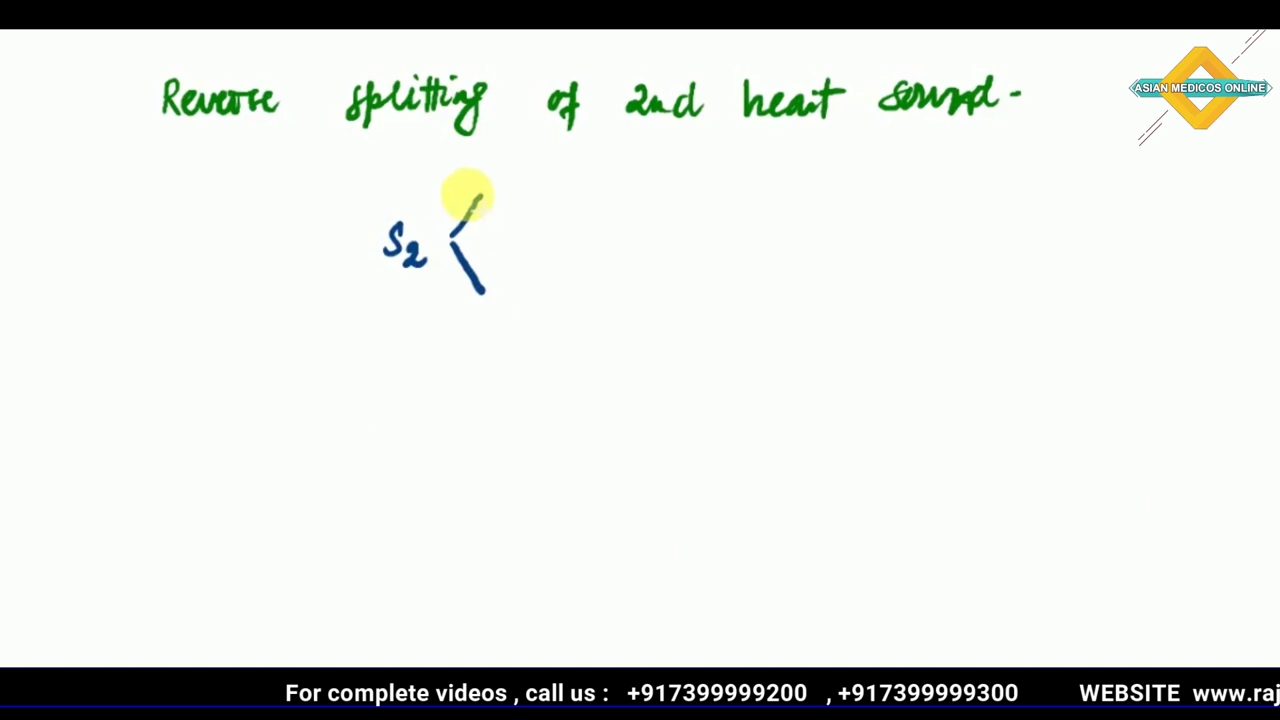 Reverse splitting of 2nd heart sound -
ASIAN MEDICOS ONLINE
S2
For complete videos , call us : +917399999200 , +917399999300 WEBSITE www.raj